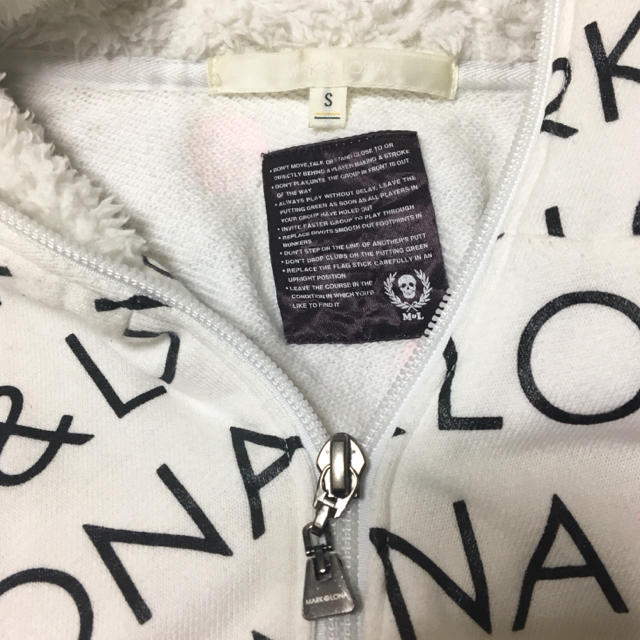 S
• DON'T MOVE, TALK OR STAND CLOSE TO OR
DIRECTLY BEHIND A PLAYER MAKING A STROKE
• DON'T PLAY UNTIL THE GROUP IN FRONT IS OUT
OF THE WAY
• ALWAYS PLAY WITHOUT DELAY, LEAVE THE
PUTTING GREEN AS SOON AS ALL PLAYERS IN
YOUR GROUP HAVE HOLED OUT
• INVITE FASTER GROUP TO PLAY THROUGH
• REPLACE DIVOTS SMOOTH OUT FOOTPRINTS IN
BUNKERS
• DON'T STEP ON THE LINE OF ANOTHER'S PUTT
• DON'T DROP CLUBS ON THE PUTTING GREEN
• REPLACE THE FLAG STICK CAREFULLY IN AN
UPRIGHT POSITION
LEAVE THE COURSE IN THE
CONDITION IN WHICH YOU'D
LIKE TO FIND IT
M&L
K
& L
LO
ONA
NA
MARK&LONA